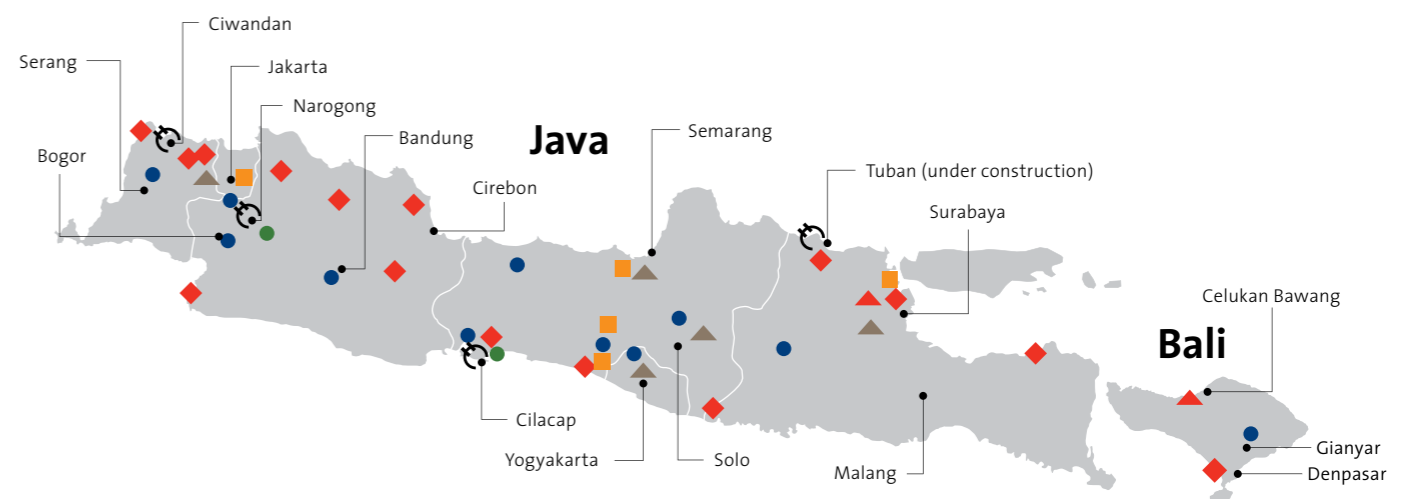 Ciwandan
Serang
Jakarta
Narogong
Bandung
Java
Semarang
Bogor
Tuban (under construction)
Cirebon
Surabaya
Celukan Bawang
Bali
Cilacap
Yogyakarta
Solo
Malang
Gianyar
Denpasar